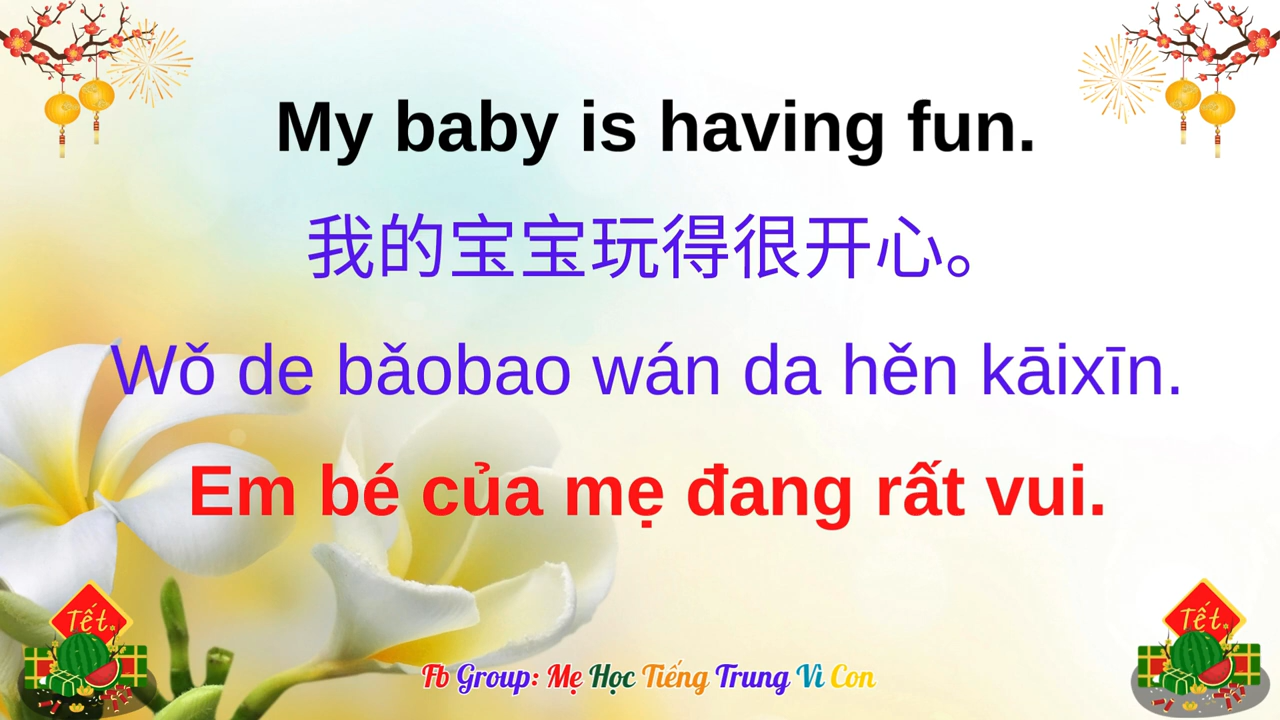 My baby is having fun.
我的宝宝玩得很开心。
Wǒ de bǎobao wán da hěn kāixīn.
Em bé của mẹ đang rất vui.
Tết
Tết
Fb Group: Mẹ Học Tiếng Trung Vì Con